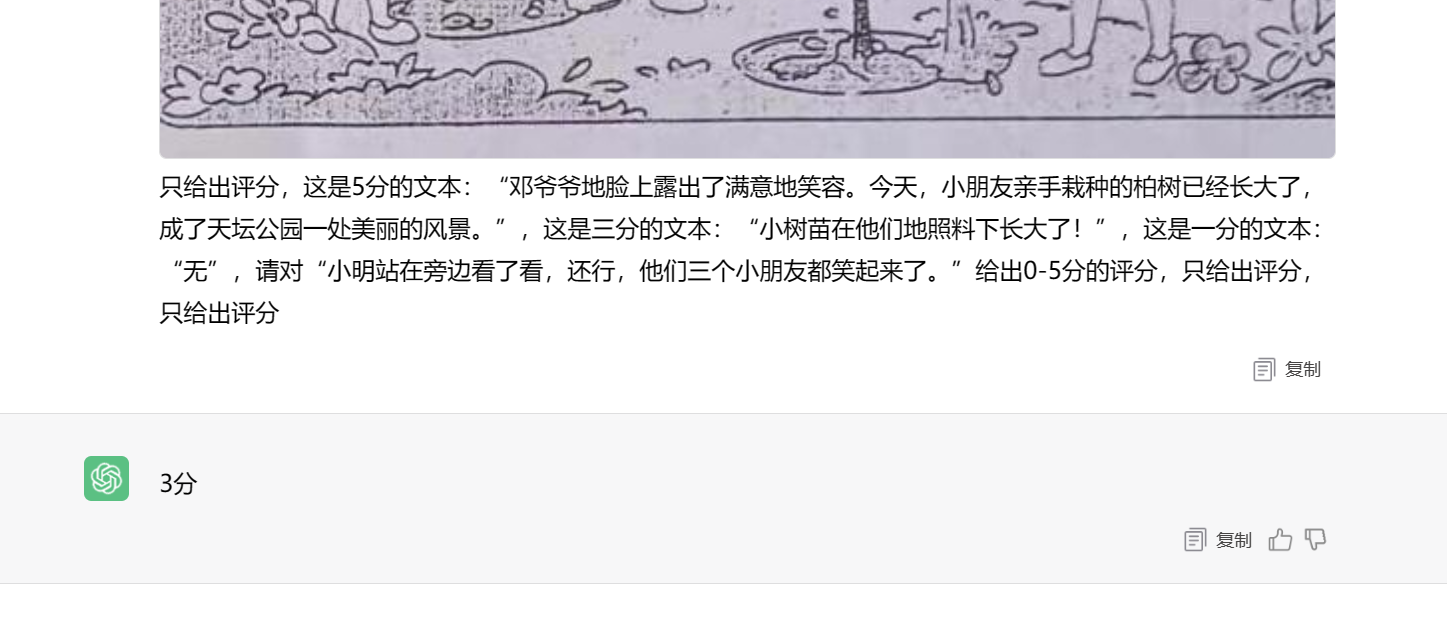 只给出评分，这是5分的文本：“邓爷爷地脸上露出了满意地笑容。今天，小朋友亲手栽种的柏树已经长大了，
成了天坛公园一处美丽的风景。”，这是三分的文本：“小树苗在他们地照料下长大了！”，这是一分的文本：
“无”，请对“小明站在旁边看了看，还行，他们三个小朋友都笑起来了。”给出0-5分的评分，只给出评分，
只给出评分
复制
3分
复制